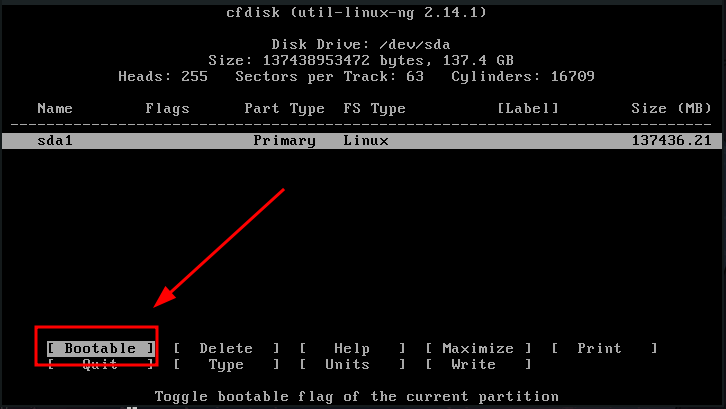 cfdisk (util-linux-ng 2.14.1)
Disk Drive: /dev/sda
Size: 137438953472 bytes, 137.4 GB
Heads: 255   Sectors per Track: 63   Cylinders: 16709
Name   Flags   Part Type   FS Type   [Label]   Size (MB)
sda1   Primary   Linux   137436.21
[ Bootable ]   [ Delete ]   [ Help ]   [ Maximize ]   [ Print ]
[ Quit ]   [ Type ]   [ Units ]   [ Write ]
Toggle bootable flag of the current partition